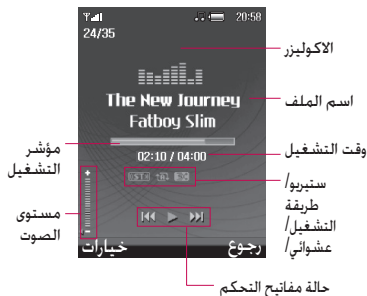 20:58
24/35
الاكوليزر
The New Journey
اسم الملف
Fatboy Slim
مؤشر
التشغيل
02:10 / 04:00
وقت التشغيل
ستيريو/
طريقة
التشغيل/
عشوائي/
مستوى
الصوت
خيارات
رجوع
حالة مفاتيح التحكم